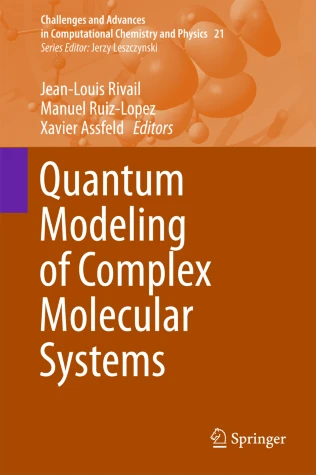 Challenges and Advances
in Computational Chemistry and Physics 21
Series Editor: Jerzy Leszczynski
Jean-Louis Rivail
Manuel Ruiz-Lopez
Xavier Assfeld Editors
Quantum
Modeling
of Complex
Molecular
Systems
Springer